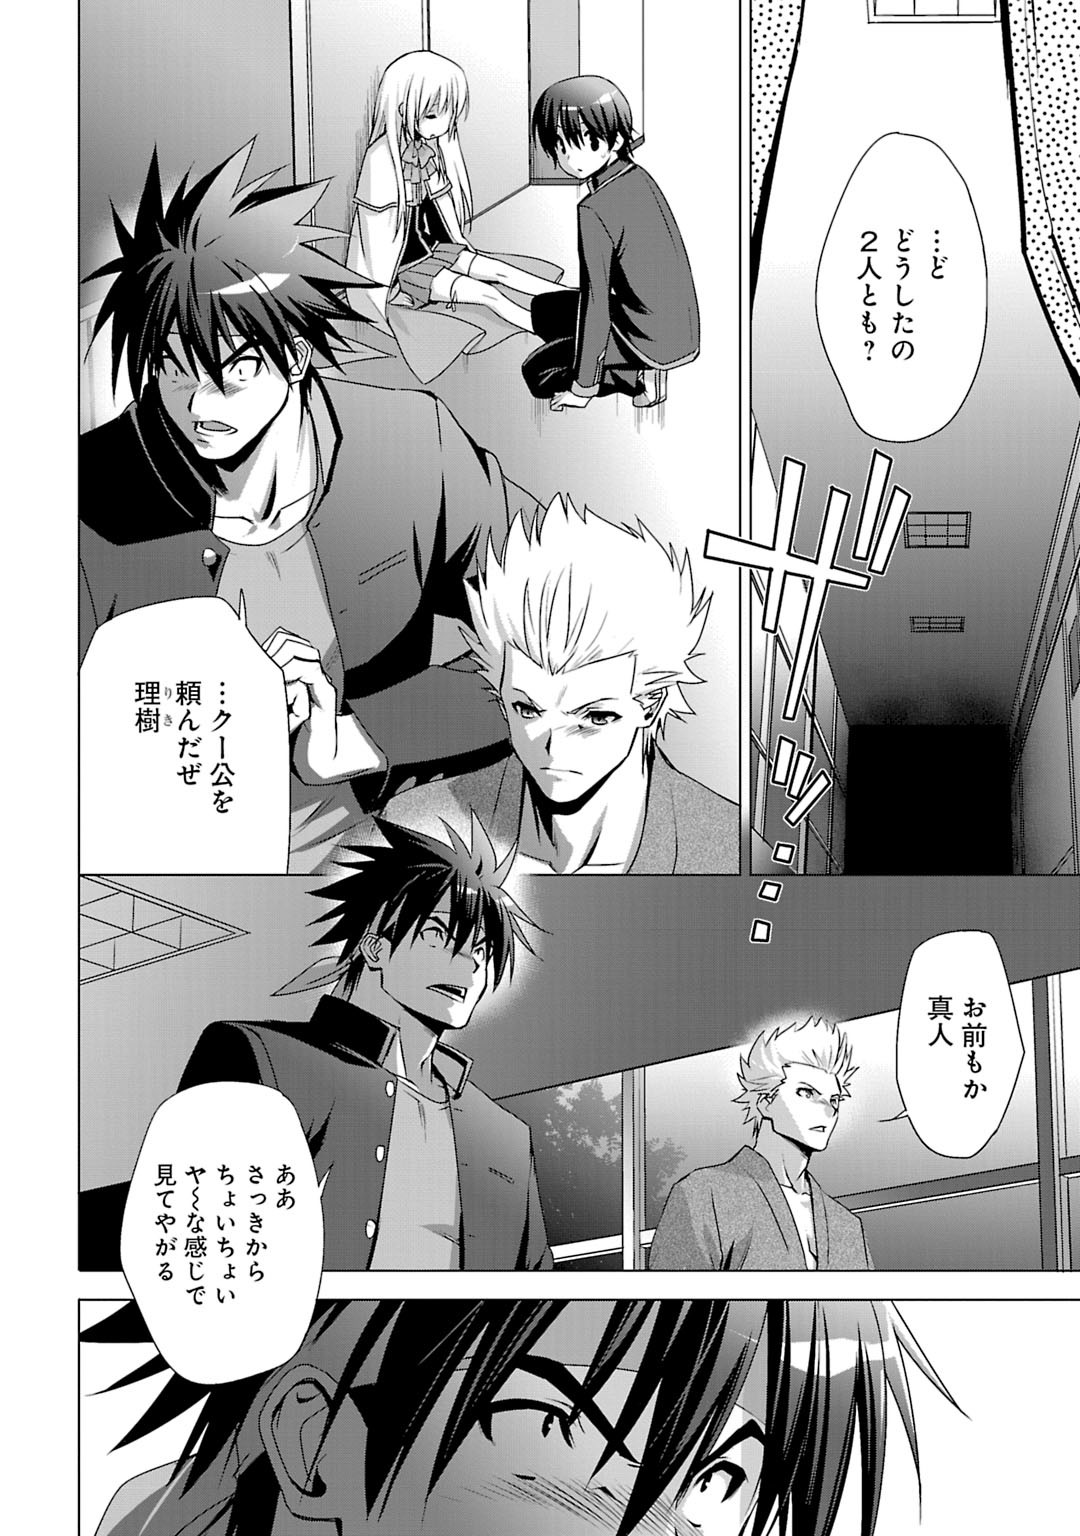 …ど
どうしたの
2人とも?
ザザ…
…クー公を
頼んだぜ
理樹
りき
お前もか
真人
ああ
さっきから
ちょいちょい
ヤ〜な感じで
見てやがる